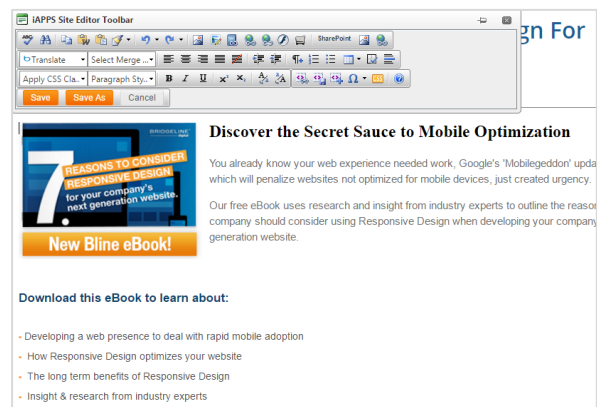 iAPPS Site Editor Toolbar
gn For
SharePoint
Translate Select Merge ...
Apply CSS Cla.. Paragraph Sty..
B I U x² x₁ Ω
Save Save As Cancel
BRIDGELINE
digital
7 REASONS TO CONSIDER
RESPONSIVE DESIGN
for your company's
next generation website.
New Bline eBook!
Discover the Secret Sauce to Mobile Optimization
You already know your web experience needed work, Google's 'Mobilegeddon' upda
which will penalize websites not optimized for mobile devices, just created urgency.
Our free eBook uses research and insight from industry experts to outline the reasor
company should consider using Responsive Design when developing your company
generation website.
Download this eBook to learn about:
- Developing a web presence to deal with rapid mobile adoption
- How Responsive Design optimizes your website
- The long term benefits of Responsive Design
- Insight & research from industry experts